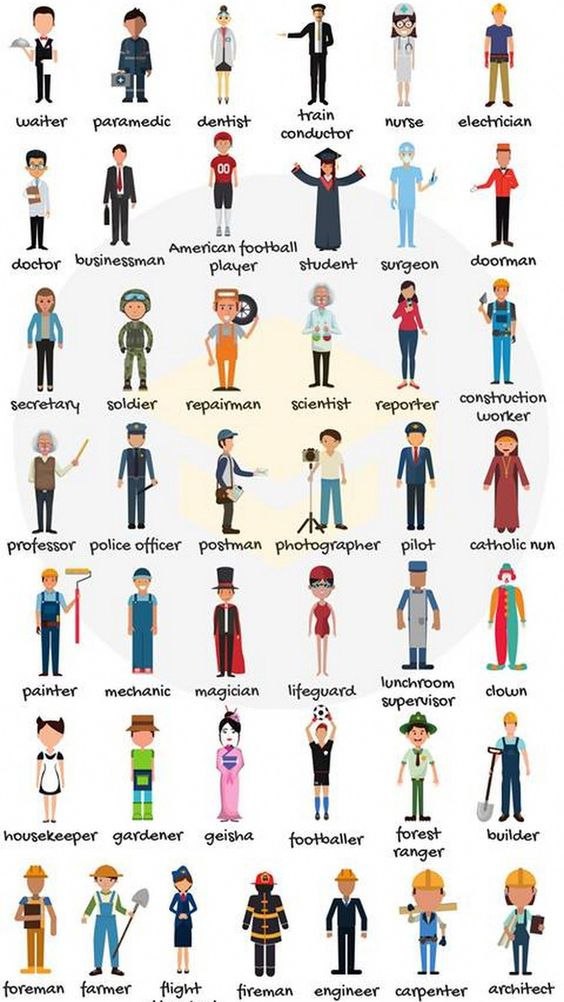 waiter paramedic dentist train conductor nurse electrician
doctor businessman American football player student surgeon doorman
secretary soldier repairman scientist reporter construction worker
professor police officer postman photographer pilot catholic nun
painter mechanic magician lifeguard lunchroom supervisor clown
housekeeper gardener geisha footballer forest ranger builder
foreman farmer flight fireman engineer carpenter architect
00